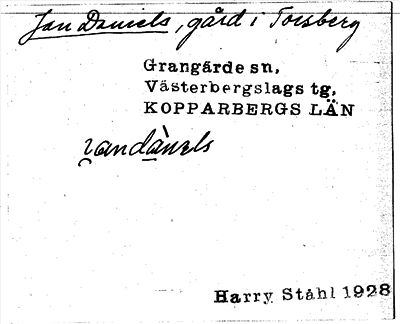 Jan Daniels, gård i Torsberg
Grangärde sn,
Västerbergslags tg,
KOPPARBERGS LÄN
Harry Ståhl 1928